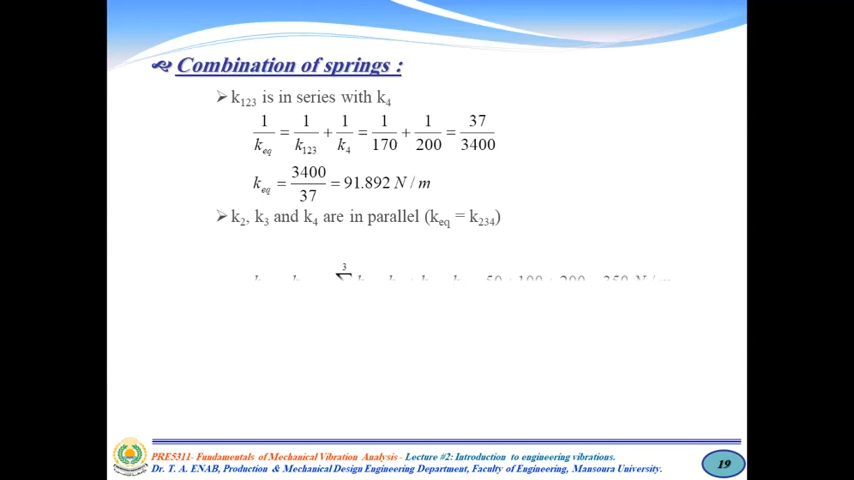 Combination of springs :
k123 is in series with k4
1/keq = 1/k123 + 1/k4 = 1/170 + 1/200 = 37/3400
keq = 3400/37 = 91.892 N / m
k2, k3 and k4 are in parallel (keq = k234)
PRE5311- Fundamentals of Mechanical Vibration Analysis - Lecture #2: Introduction to engineering vibrations.
Dr. T. A. ENAB, Production & Mechanical Design Engineering Department, Faculty of Engineering, Mansoura University.
19